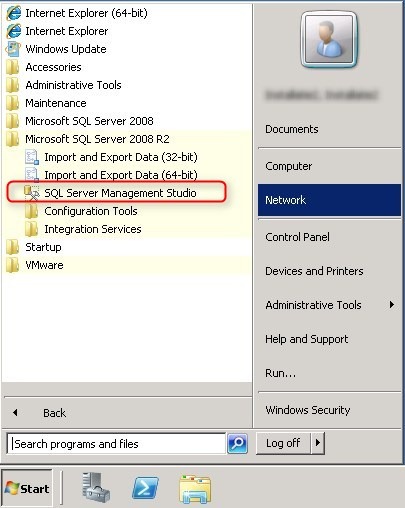 Internet Explorer (64-bit)
Internet Explorer
Windows Update
Accessories
Administrative Tools
Maintenance
Microsoft SQL Server 2008
Microsoft SQL Server 2008 R2
Import and Export Data (32-bit)
Import and Export Data (64-bit)
SQL Server Management Studio
Configuration Tools
Integration Services
Startup
VMware
Back
Search programs and files
Documents
Computer
Network
Control Panel
Devices and Printers
Administrative Tools
Help and Support
Run...
Windows Security
Log off
Start